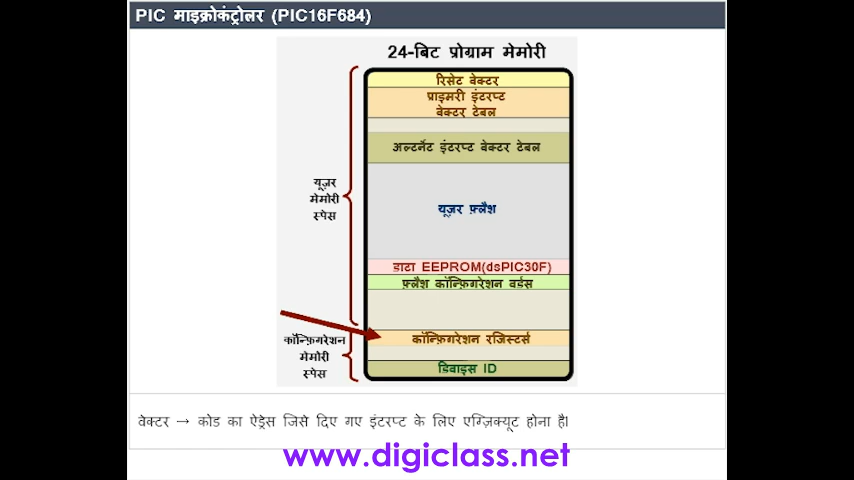 PIC माइक्रोकंट्रोलर (PIC16F684)
24-बिट प्रोग्राम मेमोरी
रिसेट वेक्टर
प्राइमरी इंटरप्ट
वेक्टर टेबल
अल्टर्नेट इंटरप्ट वेक्टर टेबल
यूज़र
मेमोरी
स्पेस
यूज़र फ़्लैश
डाटा EEPROM(dsPIC30F)
फ़्लैश कॉन्फ़िगरेशन वर्ड्स
कॉन्फ़िगरेशन रजिस्टर्स
कॉन्फ़िगरेशन
मेमोरी
स्पेस
डिवाइस ID
वेक्टर → कोड का ऐड्रेस जिसे दिए गए इंटरप्ट के लिए एग्ज़िक्यूट होना है।
www.digiclass.net